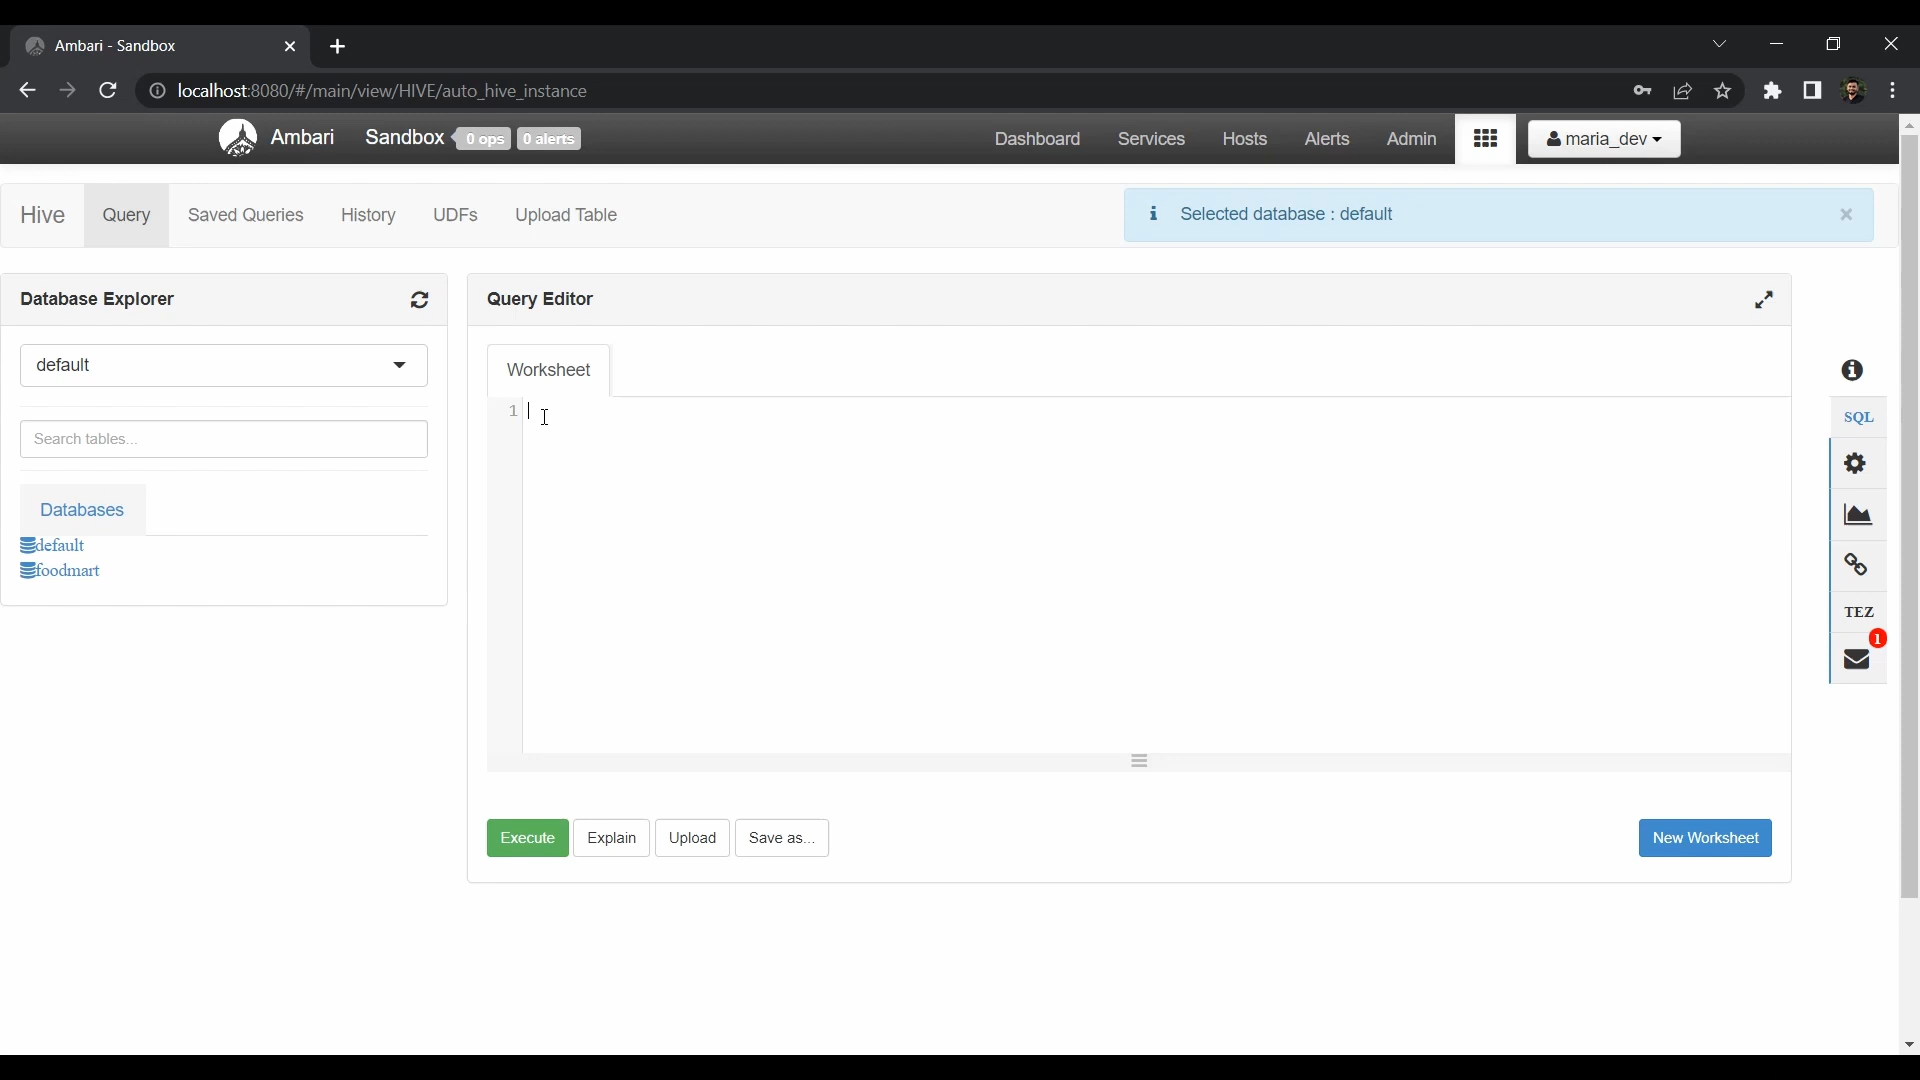 Ambari - Sandbox
localhost:8080/#/main/view/HIVE/auto_hive_instance
Ambari Sandbox 0 ops 0 alerts Dashboard Services Hosts Alerts Admin maria_dev
Hive Query Saved Queries History UDFs Upload Table Selected database : default
Database Explorer
Query Editor
default
Worksheet
1
Search tables...
SQL
Databases
default
foodmart
TEZ
1
Execute Explain Upload Save as... New Worksheet